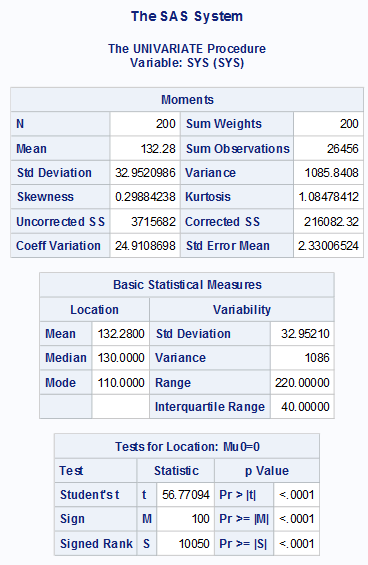 The SAS System
The UNIVARIATE Procedure
Variable: SYS (SYS)
Moments
N 200 Sum Weights 200
Mean 132.28 Sum Observations 26456
Std Deviation 32.9520986 Variance 1085.8408
Skewness 0.29884238 Kurtosis 1.08478412
Uncorrected SS 3715682 Corrected SS 216082.32
Coeff Variation 24.9108698 Std Error Mean 2.33006524
Basic Statistical Measures
Location Variability
Mean 132.2800 Std Deviation 32.95210
Median 130.0000 Variance 1086
Mode 110.0000 Range 220.00000
Interquartile Range 40.00000
Tests for Location: Mu0=0
Test Statistic p Value
Student's t t 56.77094 Pr > |t| <.0001
Sign M 100 Pr >= |M| <.0001
Signed Rank S 10050 Pr >= |S| <.0001